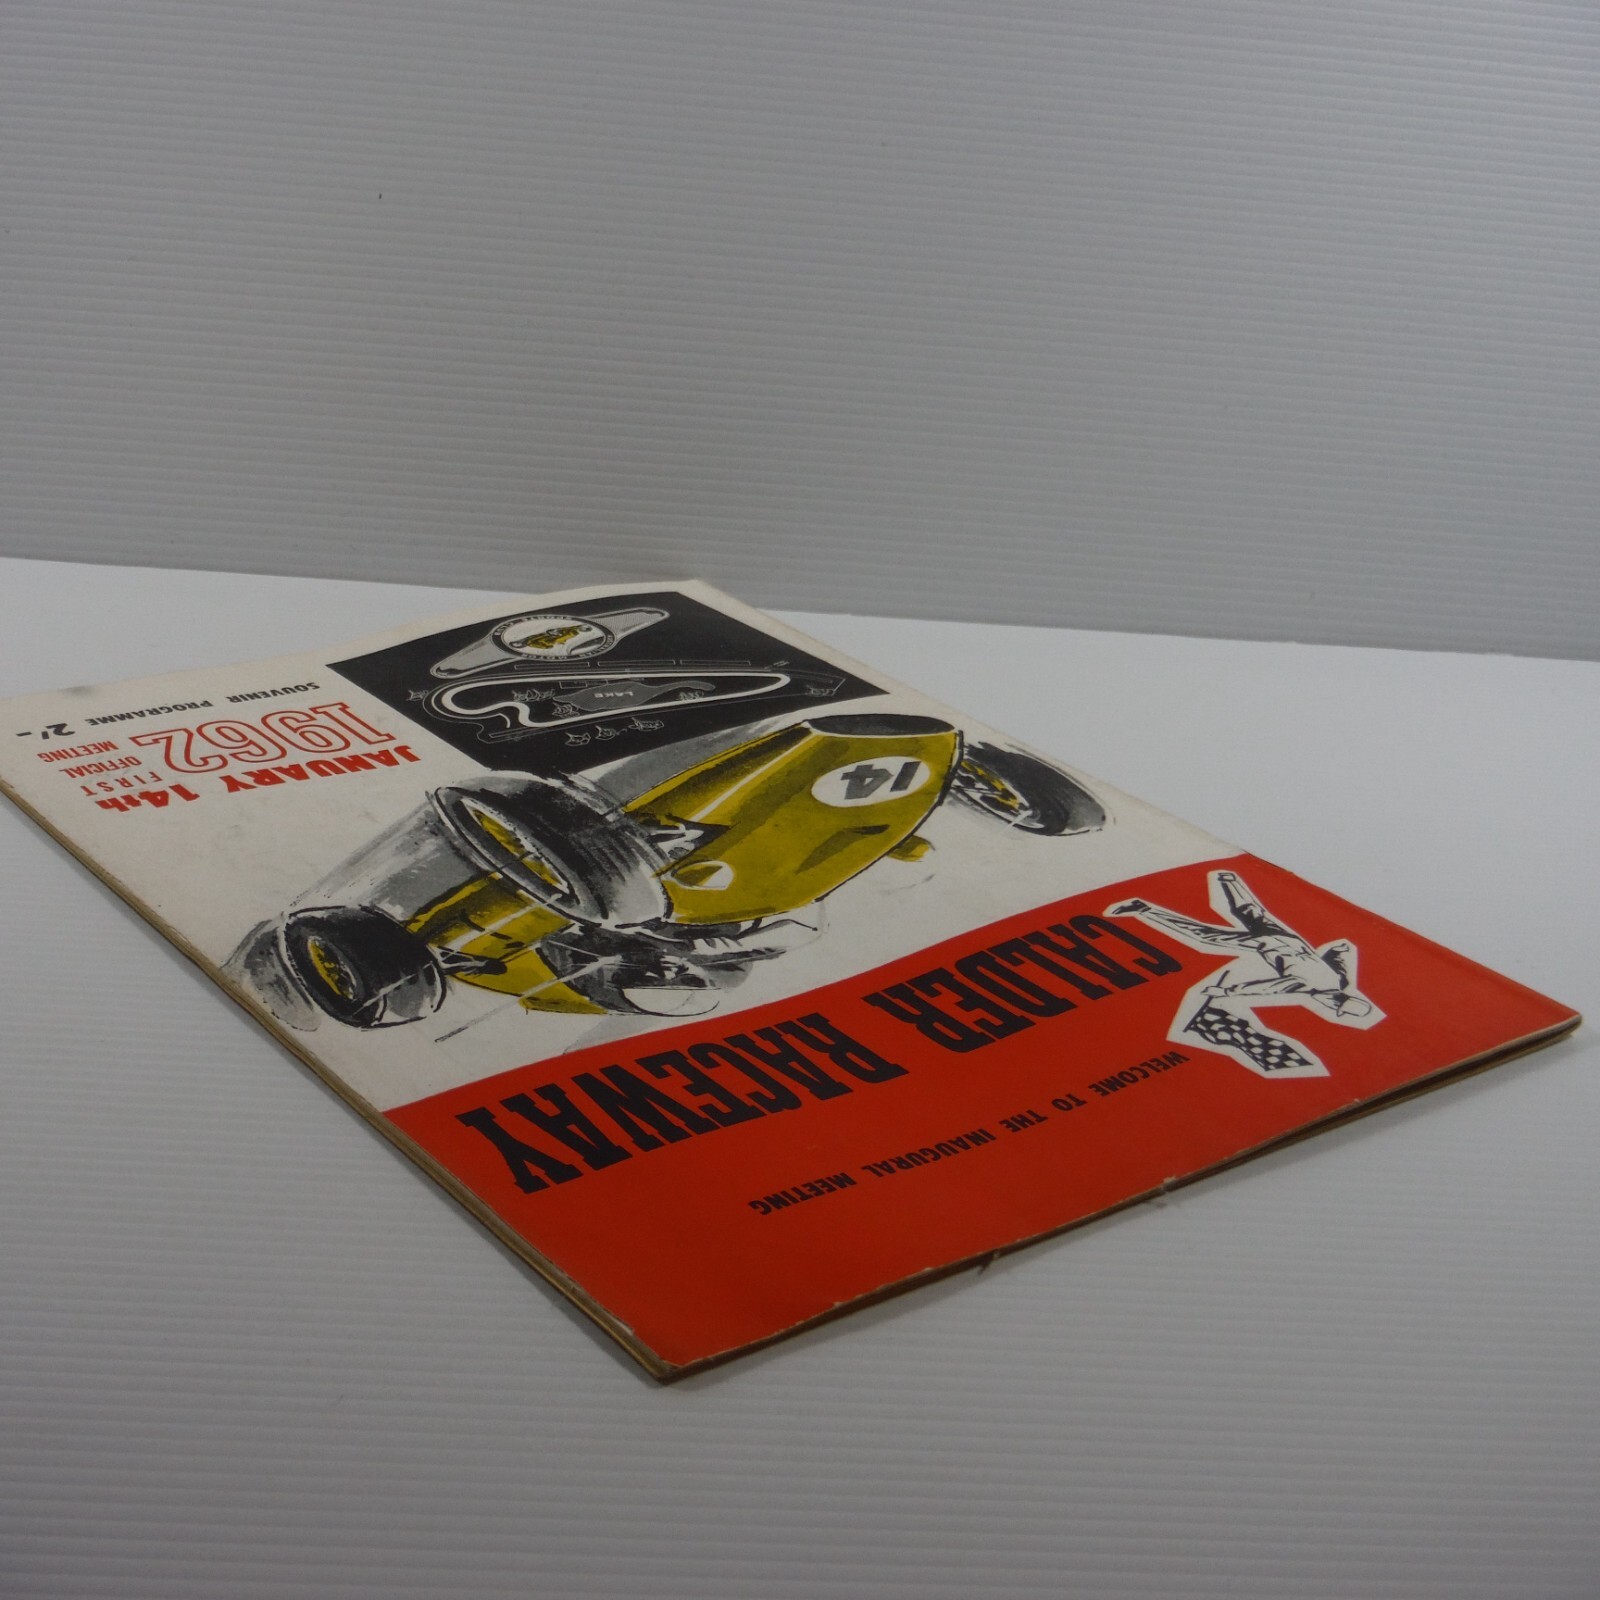 WELCOME TO THE INAUGURAL MEETING
CALDER RACEWAY
14
LAKE
JANUARY 14th
FIRST
1962
OFFICIAL
MEETING
SOUVENIR PROGRAMME 2'-